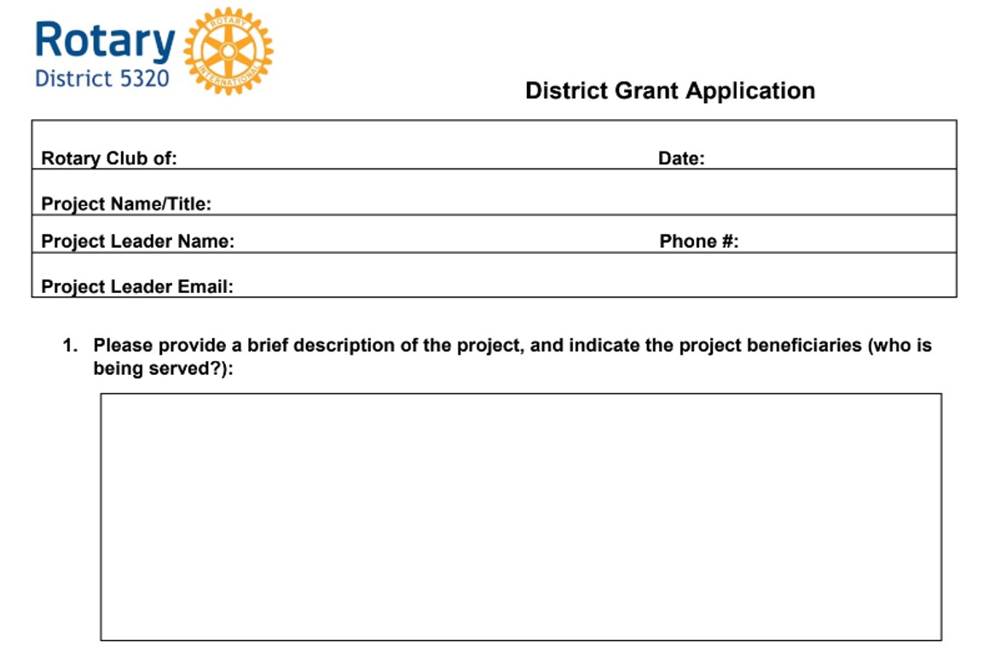 Rotary
District 5320
ROTARY
INTERNATIONAL
District Grant Application
Rotary Club of: Date:
Project Name/Title:
Project Leader Name: Phone #:
Project Leader Email:
1. Please provide a brief description of the project, and indicate the project beneficiaries (who is
being served?):